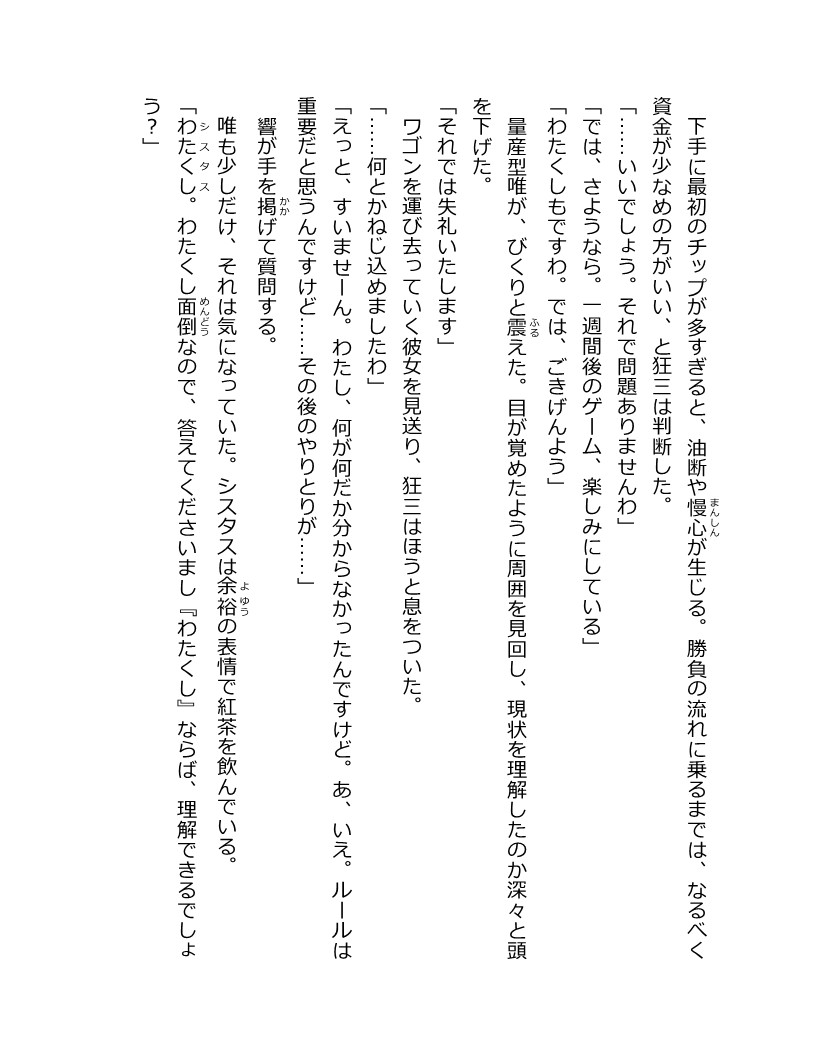 下手に最初のチップが多すぎると、油断や慢心が生じる。勝負の流れに乗るまでは、なるべく
資金が少なめの方がいい、と狂三は判断した。
「……いいでしょう。それで問題ありませんわ」
「では、さようなら。一週間後のゲーム、楽しみにしている」
「わたくしもですわ。では、ごきげんよう」
　量産型唯が、びくりと震えた。目が覚めたように周囲を見回し、現状を理解したのか深々と頭
を下げた。
「それでは失礼いたします」
　ワゴンを運び去っていく彼女を見送り、狂三はほうと息をついた。
「……何とかねじ込めましたわ」
「えっと、すいませーん。わたし、何が何だか分からなかったんですけど。あ、いえ。ルールは
重要だと思うんですけど……その後のやりとりが……」
　響が手を掲げて質問する。
　唯も少しだけ、それは気になっていた。シスタスは余裕の表情で紅茶を飲んでいる。
「わたくし。わたくし面倒なので、答えてくださいまし『わたくし』ならば、理解できるでしょ
う？」